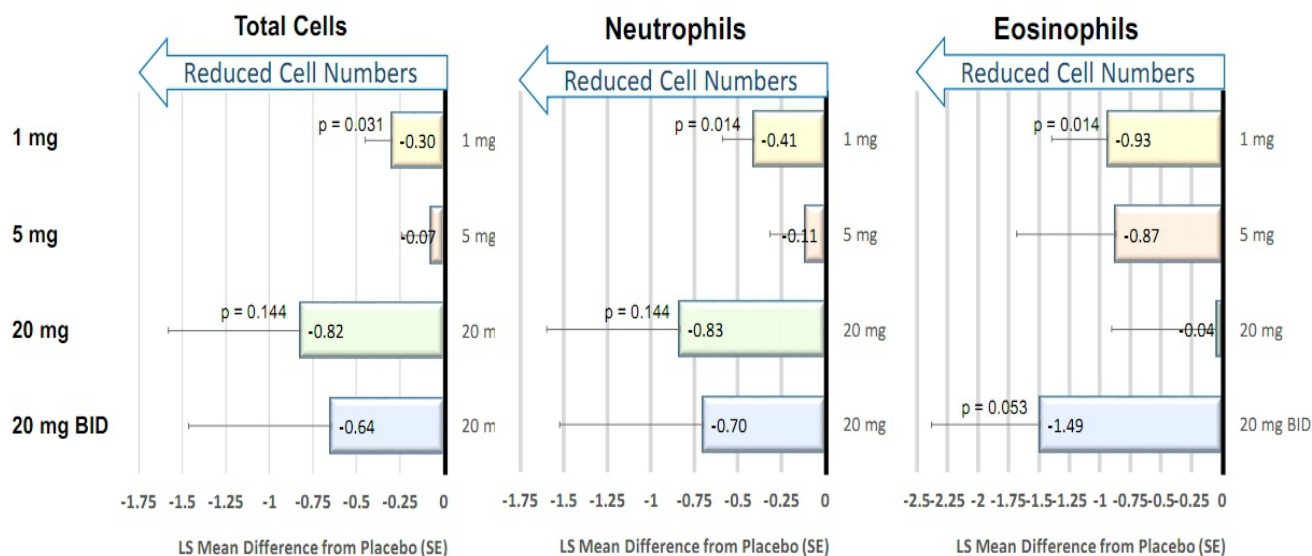 Total Cells
Reduced Cell Numbers
1 mg
p = 0.031
-0.30
1 mg
5 mg
-0.07
5 mg
20 mg
p = 0.144
-0.82
20 m
20 mg BID
-0.64
20 m
-1.75 -1.5 -1.25 -1 -0.75 -0.5 -0.25 0
LS Mean Difference from Placebo (SE)
Neutrophils
Reduced Cell Numbers
p = 0.014
-0.41
1 mg
-0.11
5 mg
p = 0.144
-0.83
20 mg
-0.70
20 mg
-1.75 -1.5 -1.25 -1 -0.75 -0.5 -0.25 0
LS Mean Difference from Placebo (SE)
Eosinophils
Reduced Cell Numbers
p = 0.014
-0.93
1 mg
-0.87
5 mg
-0.04
20 mg
p = 0.053
-1.49
20 mg BID
-2.5-2.25 -2 -1.75-1.5-1.25 -1 -0.75-0.5-0.25 0
LS Mean Difference from Placebo (SE)